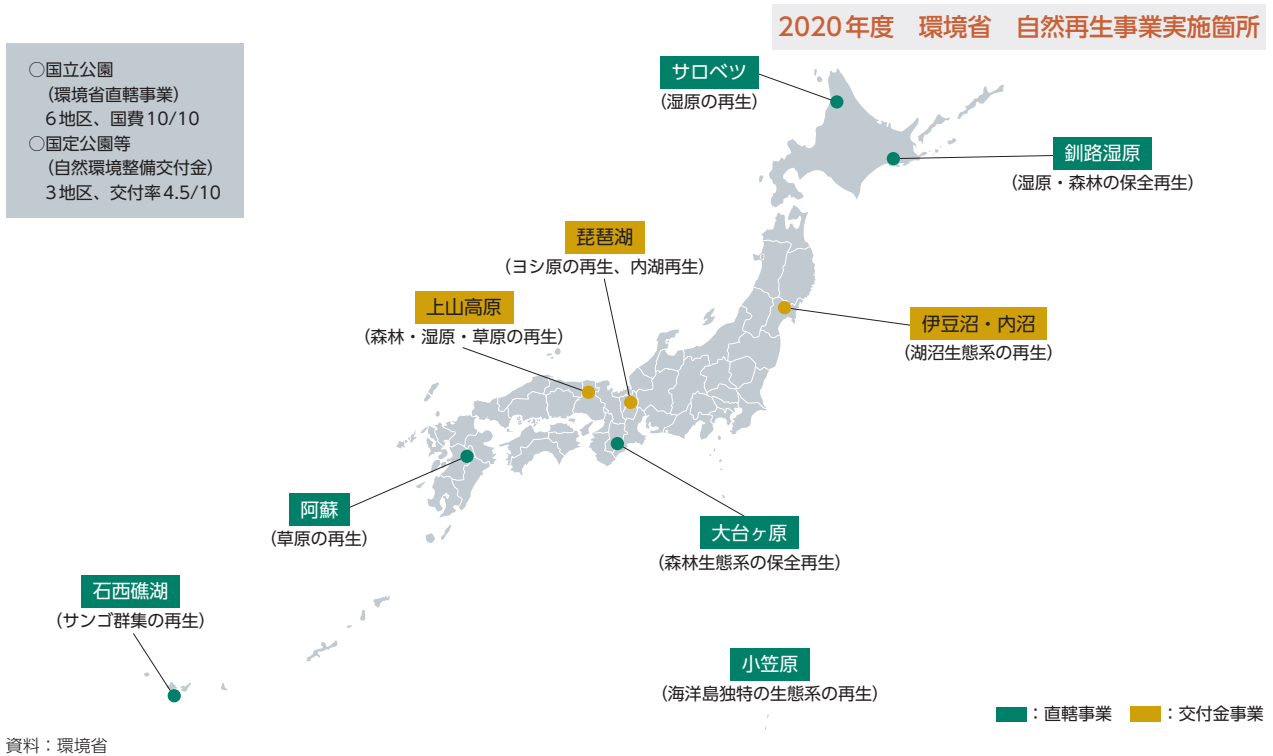 2020年度 環境省 自然再生事業実施箇所
○国立公園
(環境省直轄事業)
6地区、国費10/10
○国定公園等
(自然環境整備交付金)
3地区、交付率4.5/10
サロベツ
(湿原の再生)
釧路湿原
(湿原・森林の保全再生)
琵琶湖
(ヨシ原の再生、内湖再生)
上山高原
(森林・湿原・草原の再生)
伊豆沼・内沼
(湖沼生態系の再生)
阿蘇
(草原の再生)
大台ヶ原
(森林生態系の保全再生)
石西礁湖
(サンゴ群集の再生)
小笠原
(海洋島独特の生態系の再生)
：直轄事業 ：交付金事業
資料：環境省